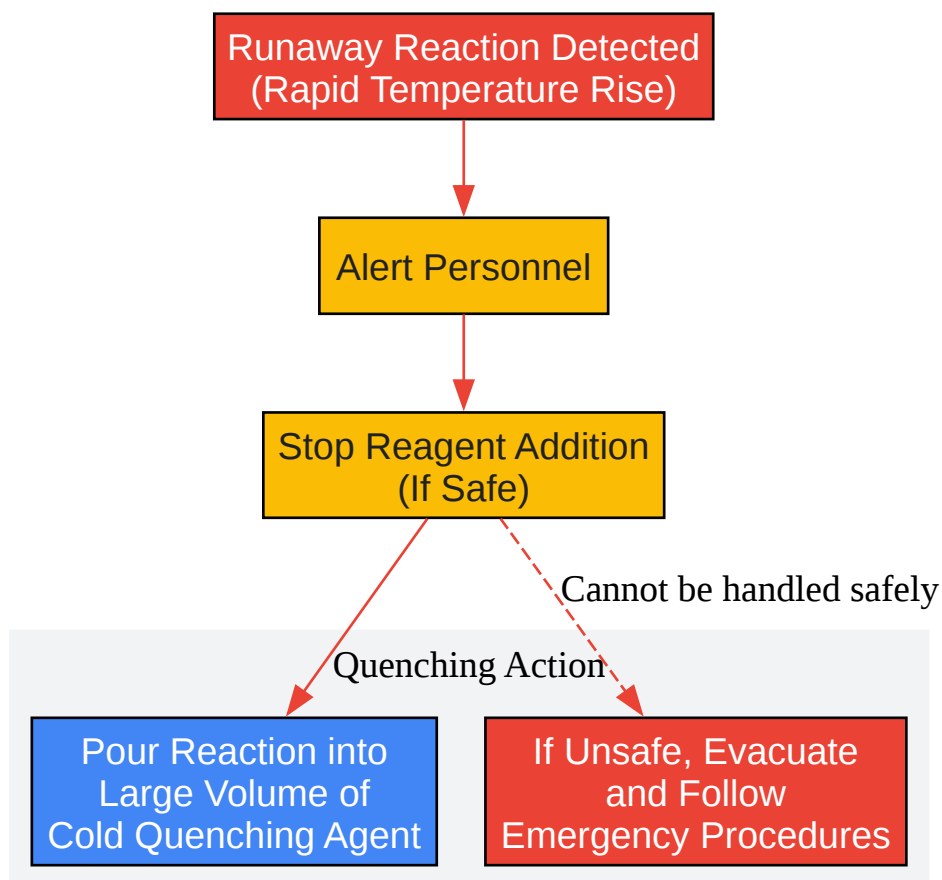 Runaway Reaction Detected
(Rapid Temperature Rise)
Alert Personnel
Stop Reagent Addition
(If Safe)
Cannot be handled safely
Quenching Action
Pour Reaction into
Large Volume of
Cold Quenching Agent
If Unsafe, Evacuate
and Follow
Emergency Procedures